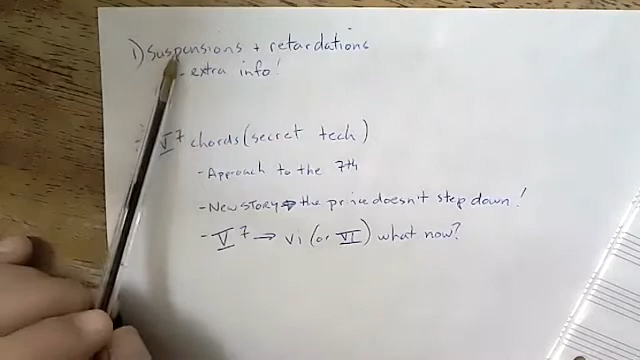 1) Suspensions + retardations
- extra info!
V7 chords (secret tech)
- Approach to the 7th
- New story → the price doesn't step down!
- V7 → vi (or VI) what now?